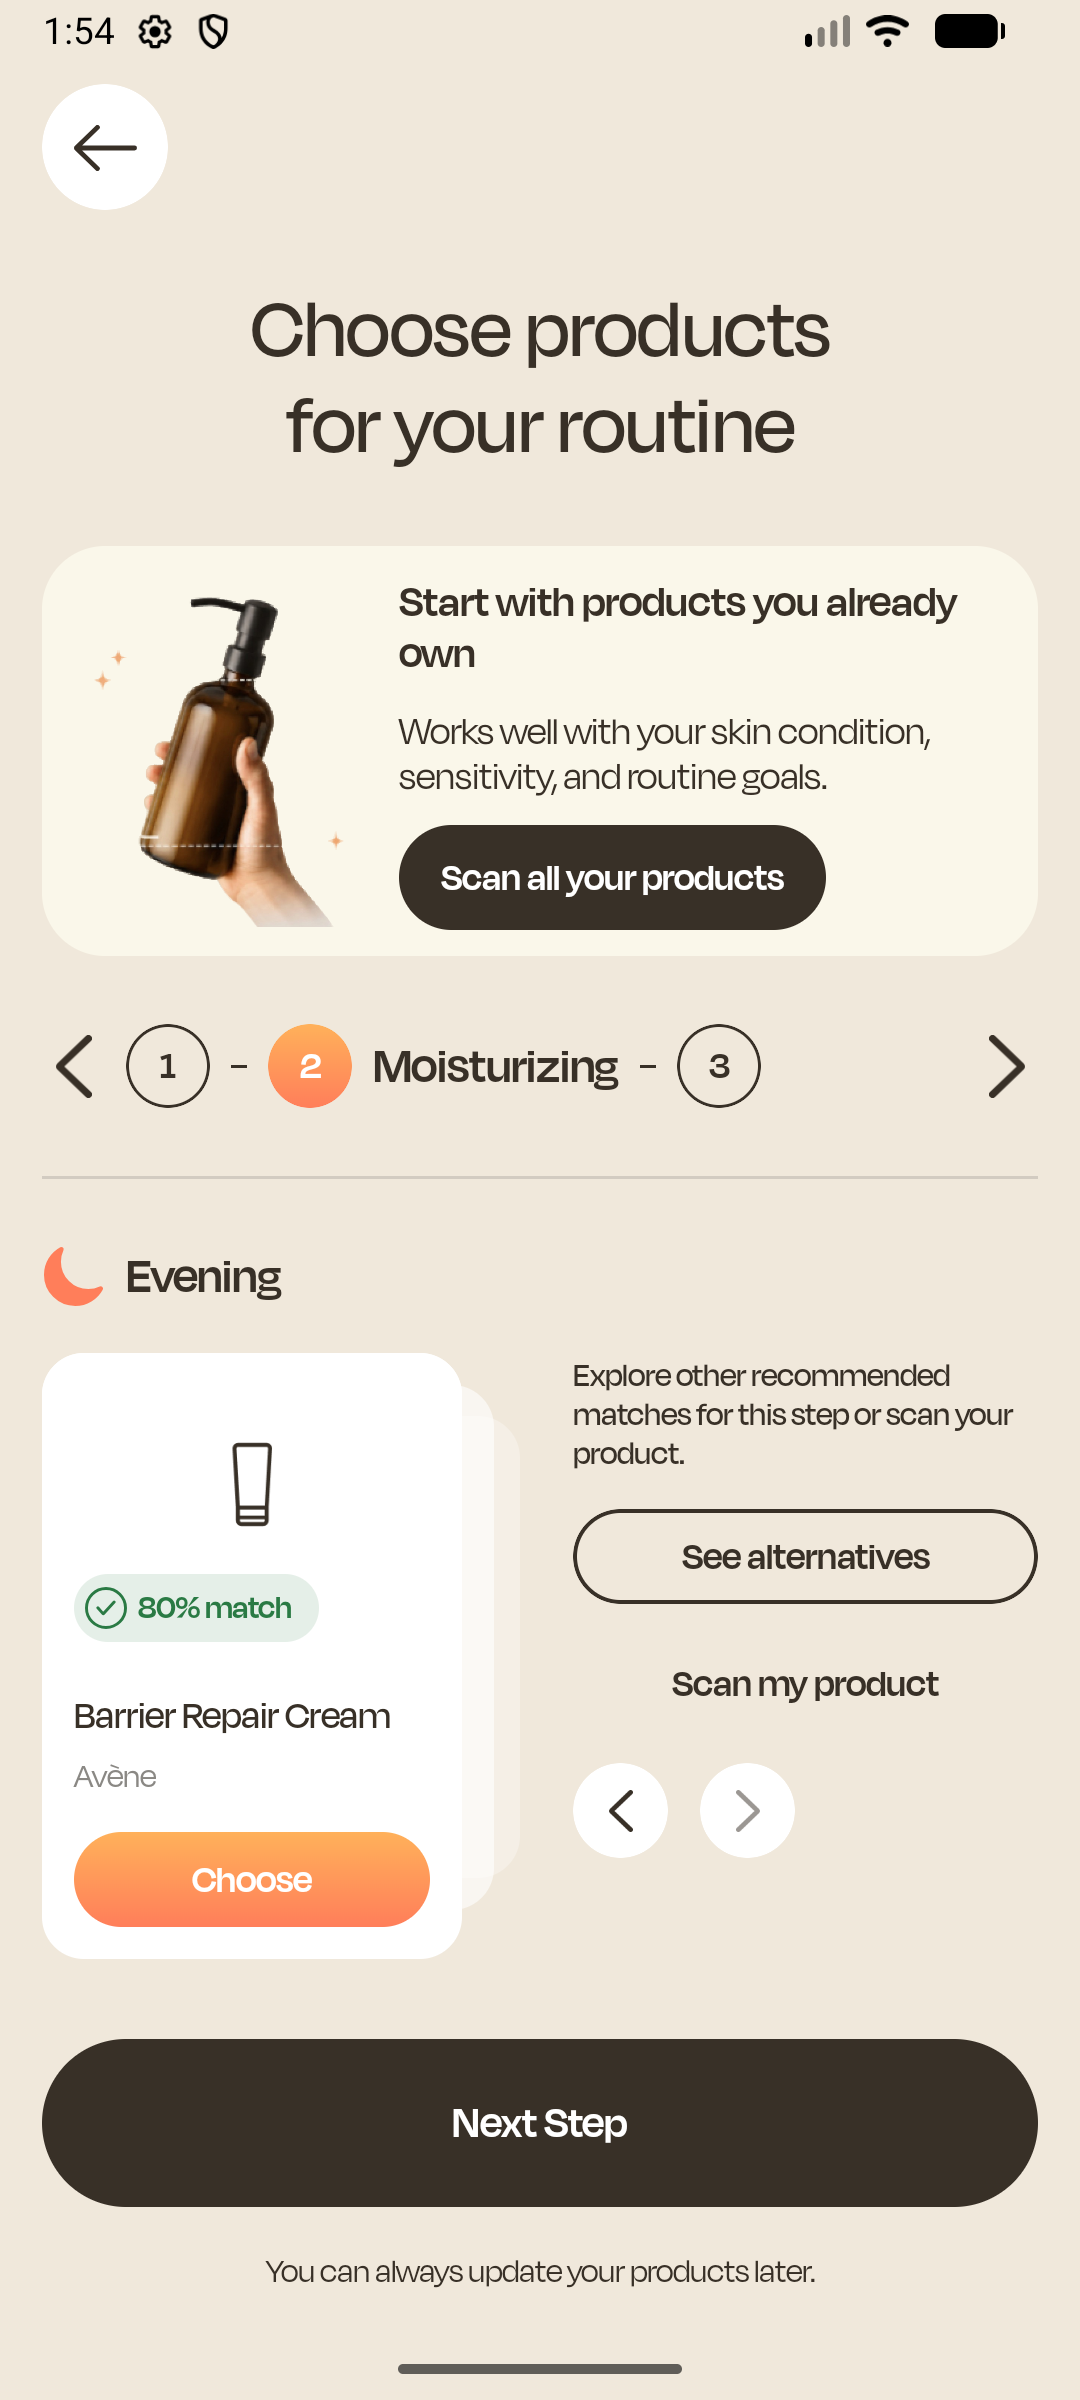 1:54
Choose products
for your routine
Start with products you already
own
Works well with your skin condition,
sensitivity, and routine goals.
Scan all your products
1 - 2 Moisturizing - 3
Evening
80% match
Barrier Repair Cream
Avène
Choose
Explore other recommended
matches for this step or scan your
product.
See alternatives
Scan my product
Next Step
You can always update your products later.